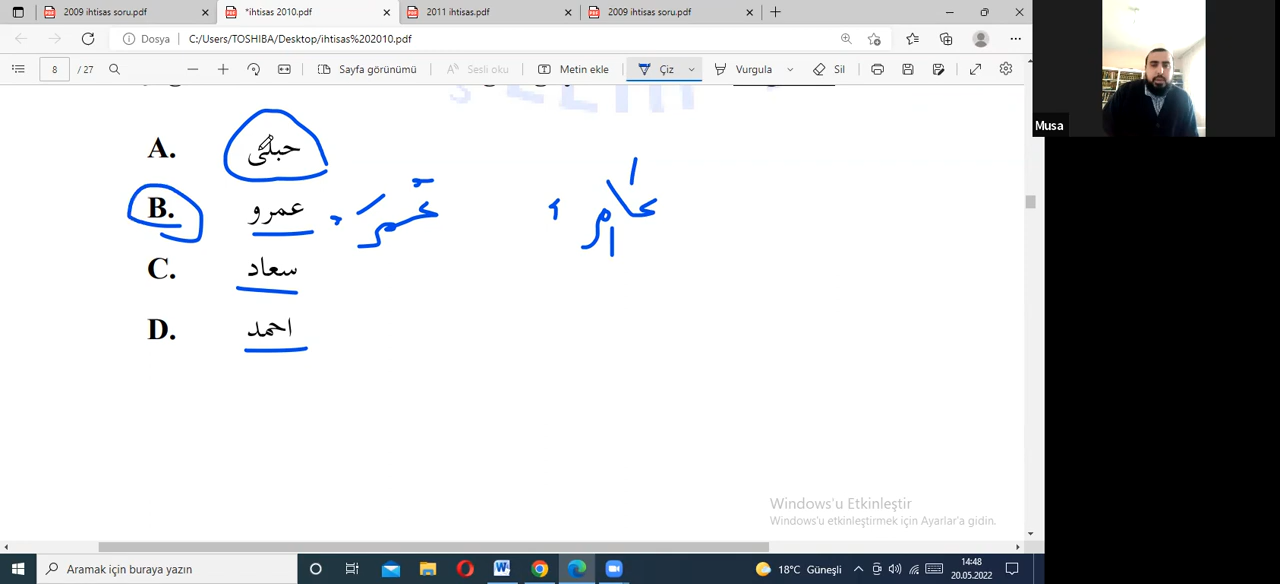 2009 ihtisas soru.pdf
*ihtisas 2010.pdf
2011 ihtisas.pdf
2009 ihtisas soru.pdf
Dosya
C:/Users/TOSHIBA/Desktop/ihtisas%202010.pdf
8 / 27
Sayfa görünümü
Sesli oku
Metin ekle
Çiz
Vurgula
Sil
Musa
A. حبلى
B. عمرو
C. سعاد
D. احمد
Windows'u Etkinleştir
Windows'u etkinleştirmek için Ayarlar'a gidin.
Aramak için buraya yazın
18°C Güneşli
14:48
20.05.2022